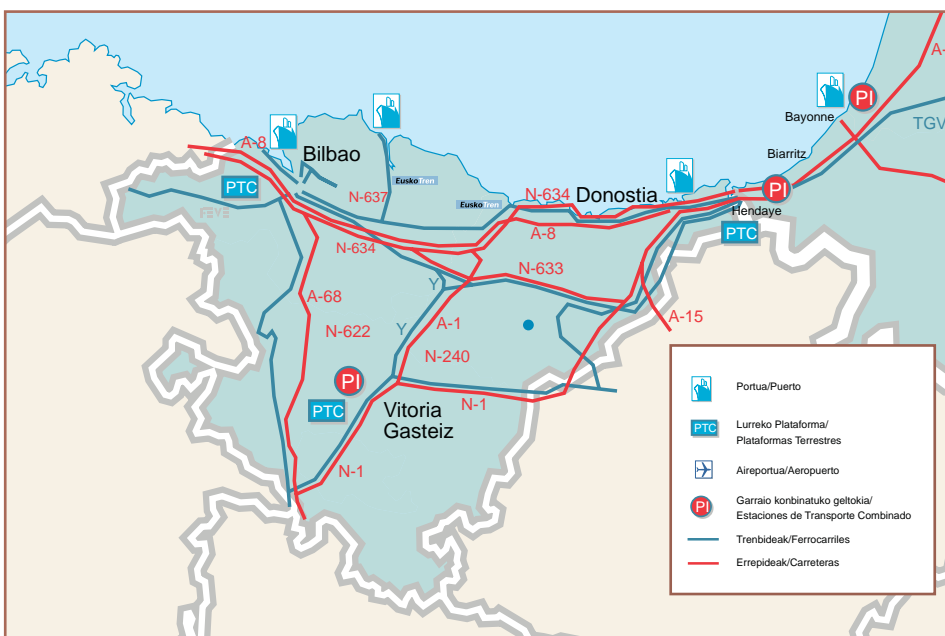 A-
PI
Bayonne
TGV
A-8
Bilbao
Biarritz
PTC
EuskoTren
N-637
EuskoTren
N-634
Donostia
PI
Hendaye
FEVE
A-8
PTC
N-634
N-633
Y
A-68
A-1
A-15
N-622
Y
N-240
PI
PTC
N-1
Vitoria
Gasteiz
N-1
Portua/Puerto
PTC
Lurreko Plataforma/
Plataformas Terrestres
Aireportua/Aeropuerto
PI
Garraio konbinatuko geltokia/
Estaciones de Transporte Combinado
Trenbideak/Ferrocarriles
Errepideak/Carreteras